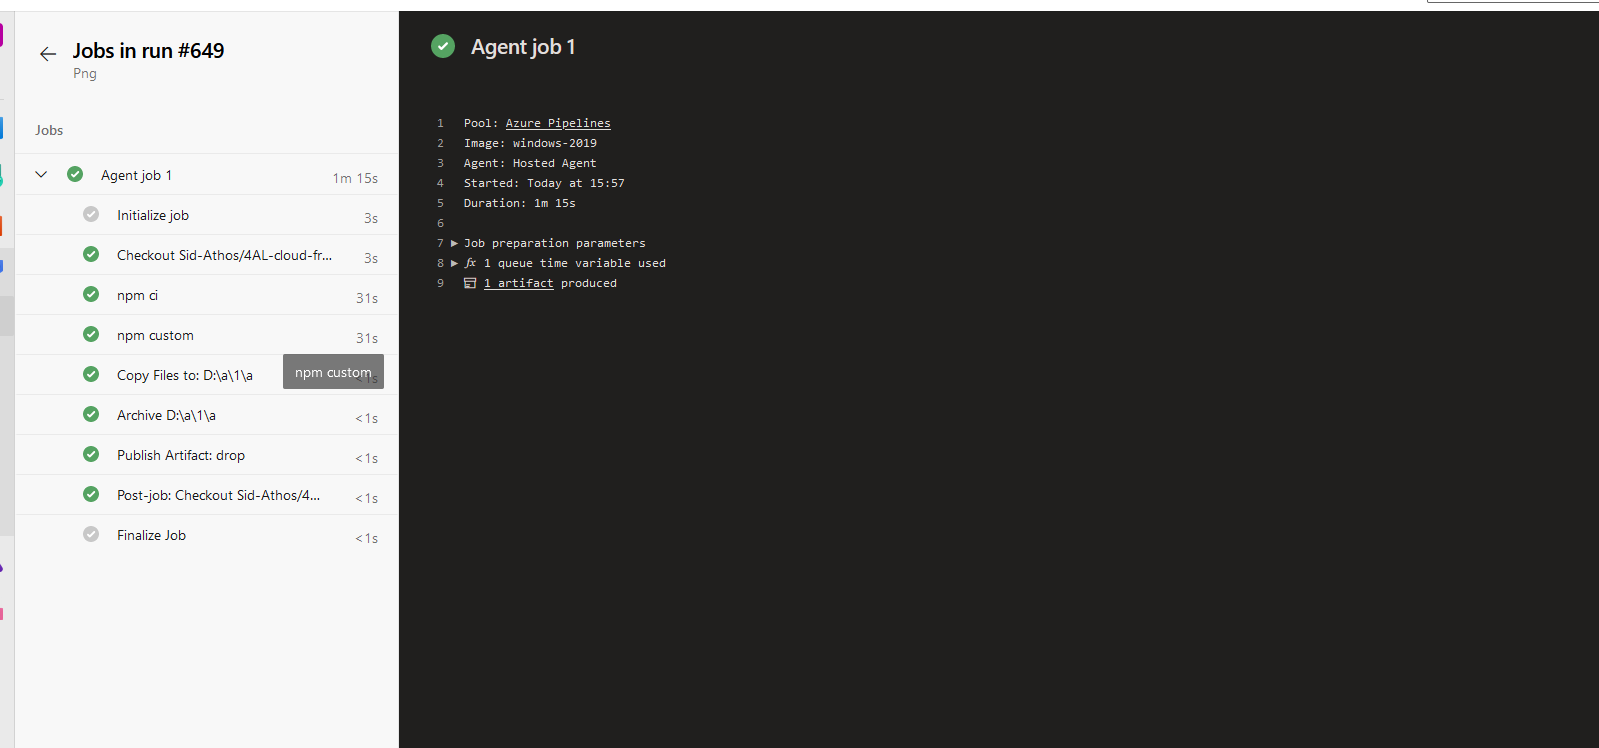 Jobs in run #649
Png
Jobs
Agent job 1
1m 15s
Initialize job
3s
Checkout Sid-Athos/4AL-cloud-fr...
3s
npm ci
31s
npm custom
31s
Copy Files to: D:\a\1\a
<1s
npm custom
Archive D:\a\1\a
<1s
Publish Artifact: drop
<1s
Post-job: Checkout Sid-Athos/4...
<1s
Finalize Job
<1s
Agent job 1
1 Pool: Azure Pipelines
2 Image: windows-2019
3 Agent: Hosted Agent
4 Started: Today at 15:57
5 Duration: 1m 15s
6
7 ▶ Job preparation parameters
8 ▶ fx 1 queue time variable used
9 1 artifact produced